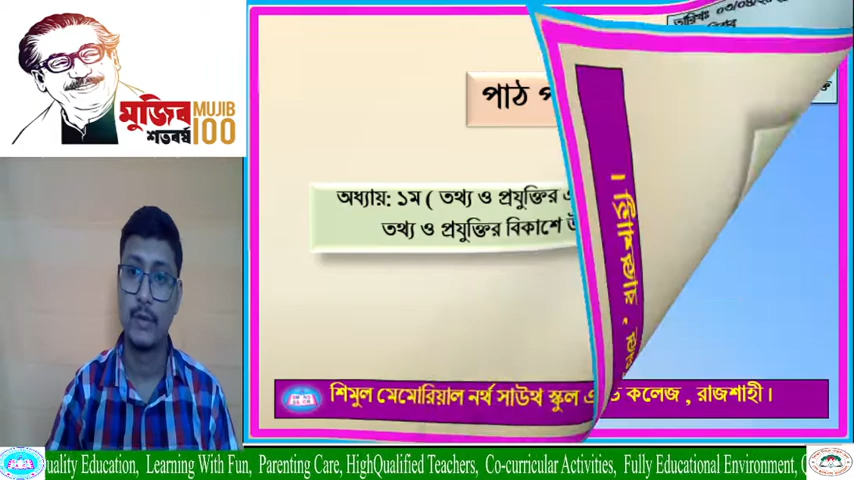 মুজিব
শতবর্ষ
MUJIB
100
পাঠ
অধ্যায়: ১ম ( তথ্য ও প্রযুক্তির
তথ্য ও প্রযুক্তির বিকাশে
শিমুল মেমোরিয়াল নর্থ সাউথ স্কুল এ ড কলেজ , রাজশাহী।
uality Education, Learning With Fun, Parenting Care, HighQualified Teachers, Co-curricular Activities, Fully Educational Environment,